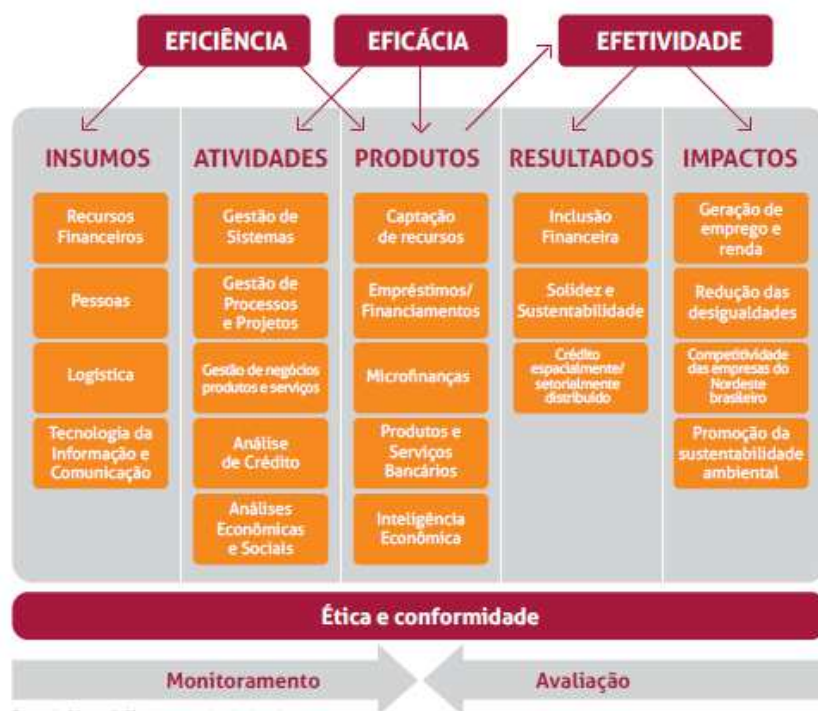 EFICIÊNCIA
EFICÁCIA
EFETIVIDADE
INSUMOS
Recursos
Financeiros
Pessoas
Logística
Tecnologia da
Informação e
Comunicação
ATIVIDADES
Gestão de
Sistemas
Gestão de
Processos
e Projetos
Gestão de negócios
produtos e serviços
Análise
de Crédito
Análises
Econômicas
e Sociais
PRODUTOS
Captação
de recursos
Empréstimos/
Financiamentos
Microfinanças
Produtos e
Serviços
Bancários
Inteligência
Econômica
RESULTADOS
Inclusão
Financeira
Solidez e
Sustentabilidade
Crédito
espacialmente/
setorialmente
distribuído
IMPACTOS
Geração de
emprego e
renda
Redução das
desigualdades
Competitividade
das empresas do
Nordeste
brasileiro
Promoção da
sustentabilidade
ambiental
Ética e conformidade
Monitoramento
Avaliação